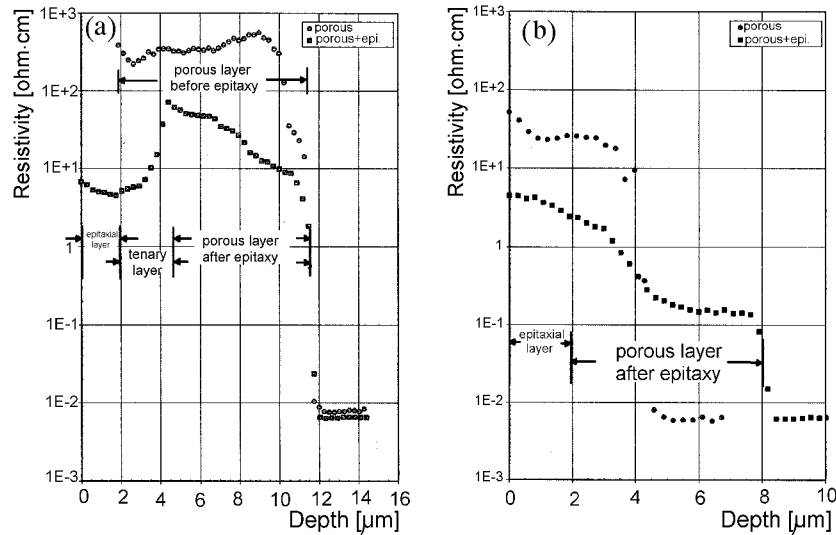 (a)
Resistivity [ohm·cm]
1E+3
1E+2
1E+1
1
1E-1
1E-2
1E-3
porous
porous+epi.
porous layer
before epitaxy
epitaxial
layer
tenary
layer
porous layer
after epitaxy
0 2 4 6 8 10 12 14 16
Depth [µm]
(b)
Resistivity [ohm·cm]
1E+3
1E+2
1E+1
1
1E-1
1E-2
1E-3
porous
porous+epi.
epitaxial
layer
porous layer
after epitaxy
0 2 4 6 8 10
Depth [µm]